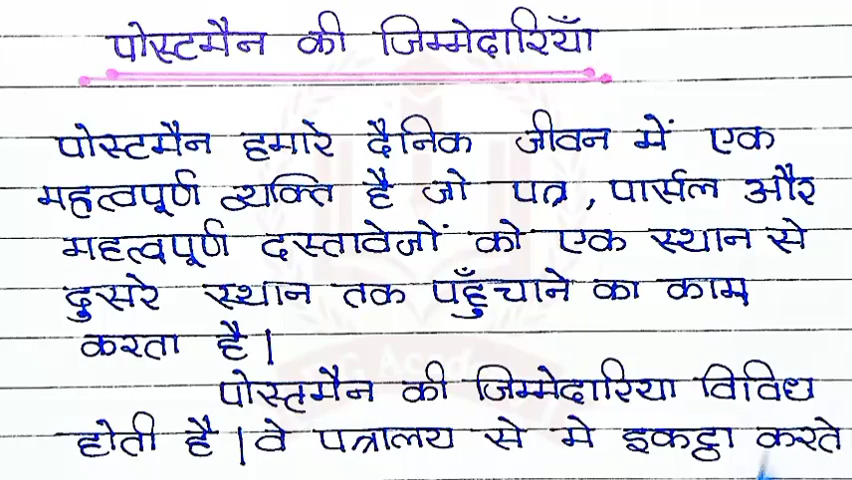 पोस्टमैन की जिम्मेदारियाँ
पोस्टमैन हमारे दैनिक जीवन में एक
महत्वपूर्ण व्यक्ति है जो पत्र, पार्सल और
महत्वपूर्ण दस्तावेजों को एक स्थान से
दुसरे स्थान तक पहुँचाने का काम
करता है।
पोस्टमैन की जिम्मेदारिया विविध
होती है। वे पत्रालय से मे इकट्ठा करते